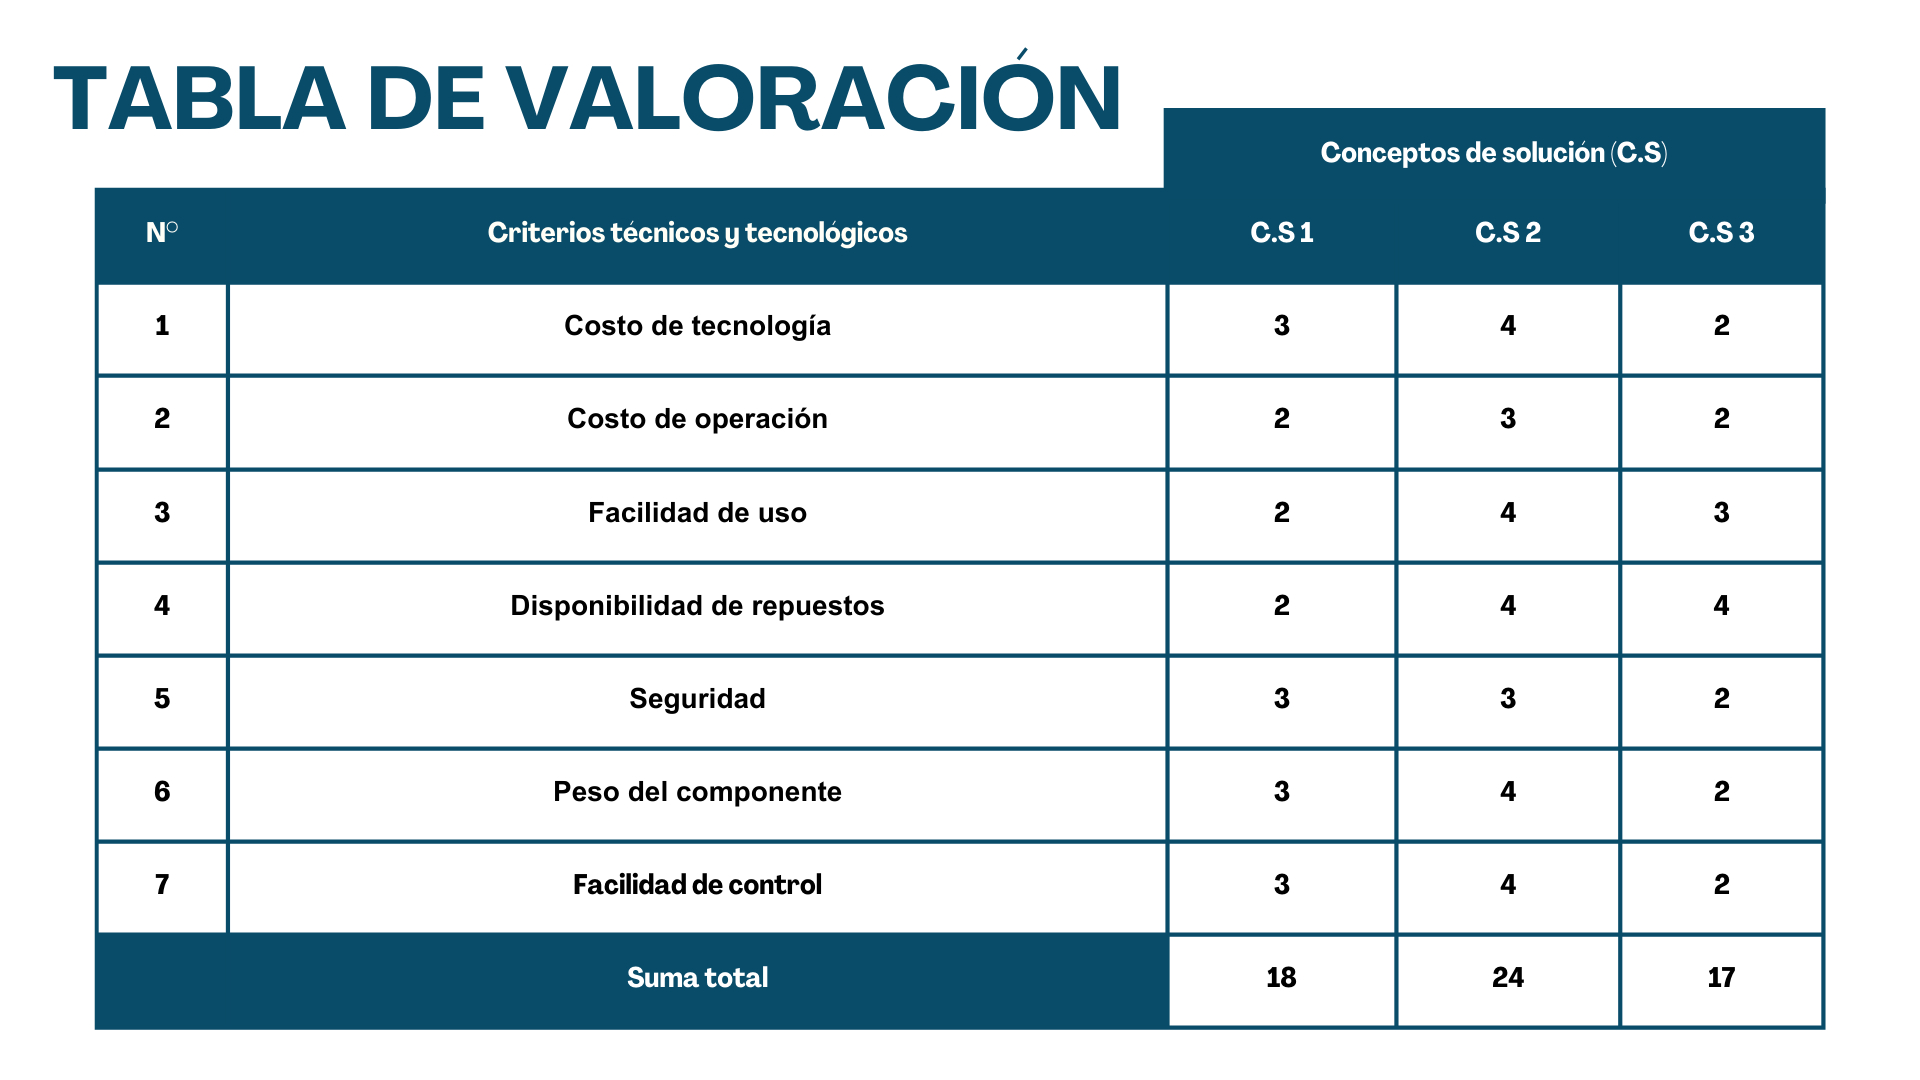 TABLA DE VALORACIÓN
Conceptos de solución (C.S)
N° Criterios técnicos y tecnológicos C.S 1 C.S 2 C.S 3
1 Costo de tecnología 3 4 2
2 Costo de operación 2 3 2
3 Facilidad de uso 2 4 3
4 Disponibilidad de repuestos 2 4 4
5 Seguridad 3 3 2
6 Peso del componente 3 4 2
7 Facilidad de control 3 4 2
Suma total 18 24 17